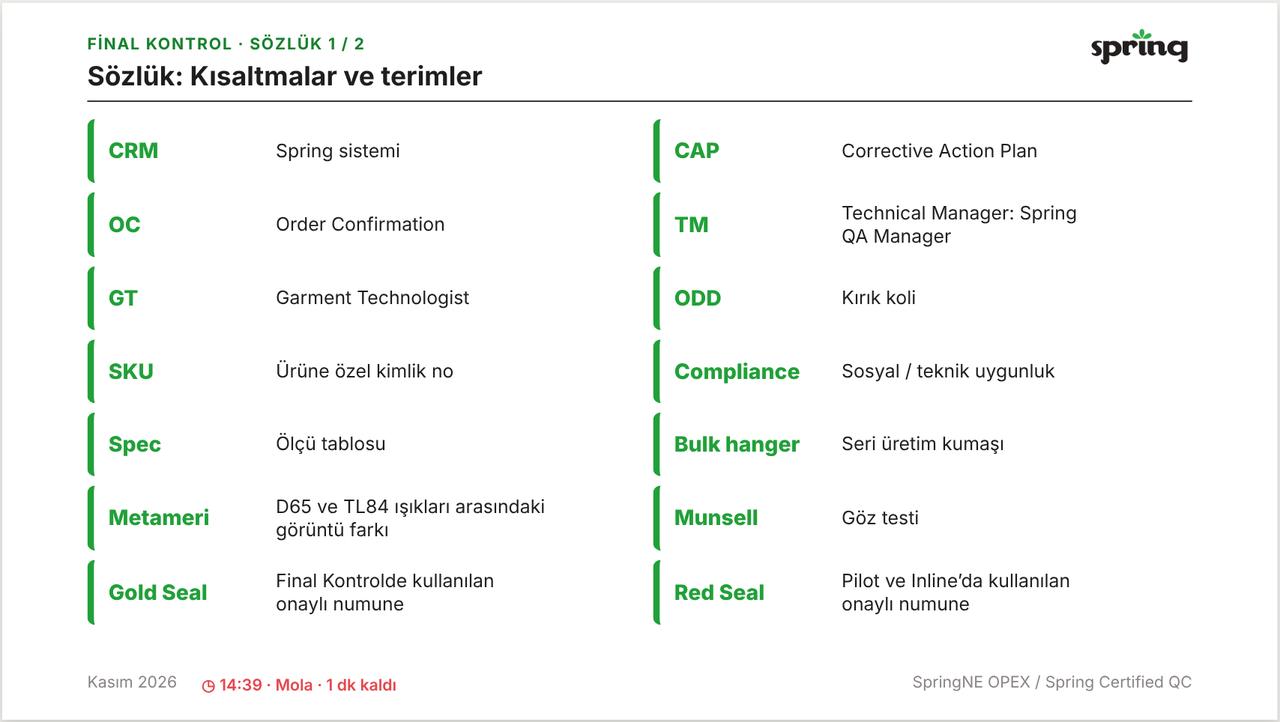 FİNAL KONTROL · SÖZLÜK 1 / 2
Sözlük: Kısaltmalar ve terimler
spring
CRM
Spring sistemi
OC
Order Confirmation
GT
Garment Technologist
SKU
Ürüne özel kimlik no
Spec
Ölçü tablosu
Metameri
D65 ve TL84 ışıkları arasındaki
görüntü farkı
Gold Seal
Final Kontrolde kullanılan
onaylı numune
CAP
Corrective Action Plan
TM
Technical Manager: Spring
QA Manager
ODD
Kırık koli
Compliance
Sosyal / teknik uygunluk
Bulk hanger
Seri üretim kumaşı
Munsell
Göz testi
Red Seal
Pilot ve Inline’da kullanılan
onaylı numune
Kasım 2026
14:39 · Mola · 1 dk kaldı
SpringNE OPEX / Spring Certified QC